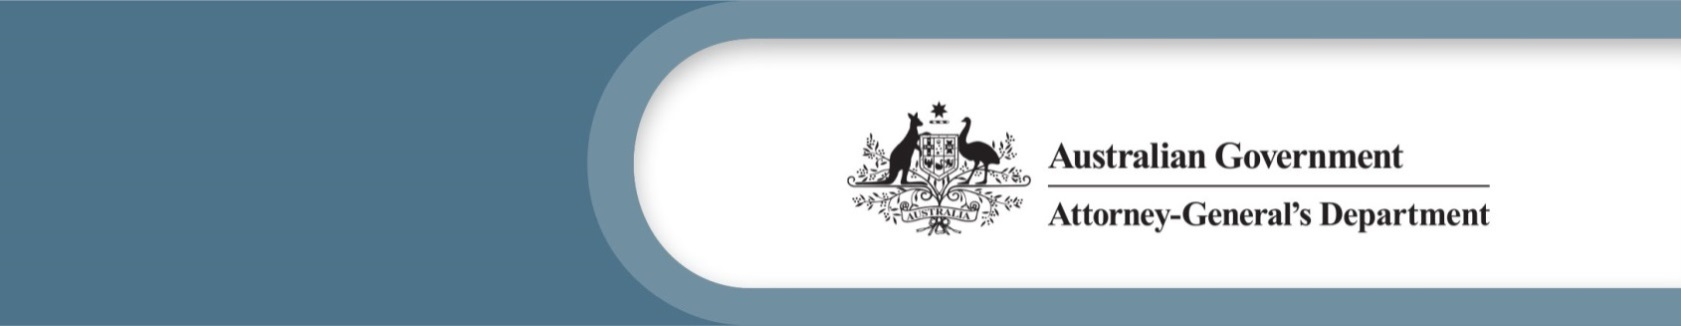 AUSTRALIA
Australian Government
Attorney-General's Department